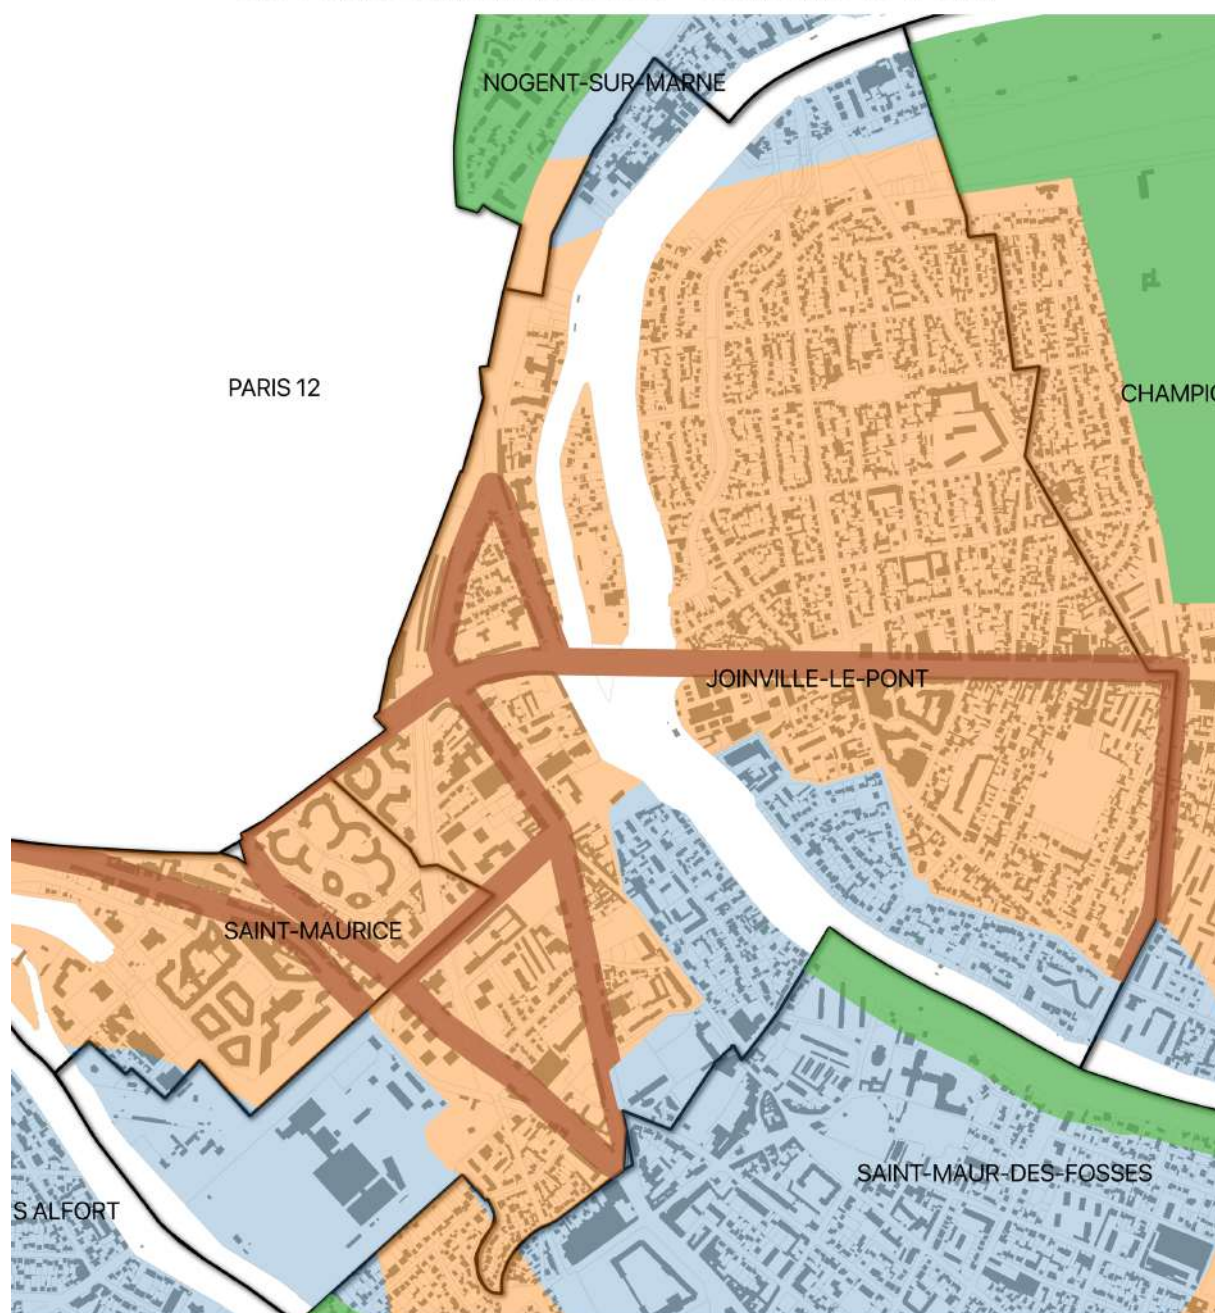 NOGENT-SUR-MARNE
PARIS 12
CHAMPIG
JOINVILLE-LE-PONT
SAINT-MAURICE
SAINT-MAUR-DES-FOSSES
S ALFORT